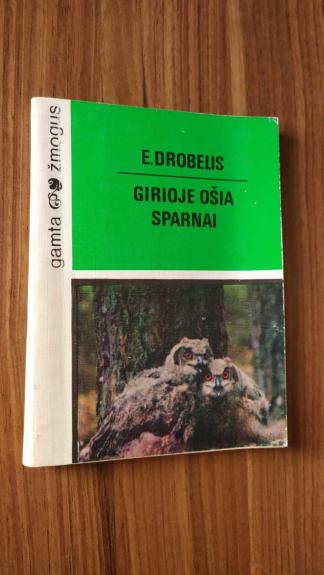 gamta žmogus
E.DROBELIS
GIRIOJE OŠIA
SPARNAI